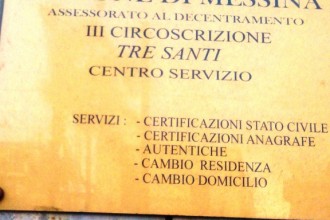 NE DI MESSINA
ASSESSORATO AL DECENTRAMENTO
III CIRCOSCRIZIONE
TRE SANTI
CENTRO SERVIZIO
SERVIZI : - CERTIFICAZIONI STATO CIVILE
- CERTIFICAZIONI ANAGRAFE
- AUTENTICHE
- CAMBIO RESIDENZA
- CAMBIO DOMICILIO